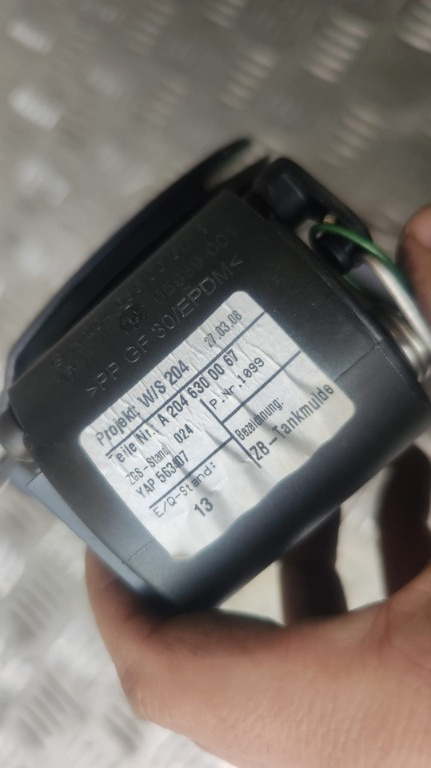 >PP GF 30/EPDM<
Projekt: W/S 204
27.03.08
Teile Nr.: A 204 630 00 67
ZGS - Stand: 024
P.Nr.1099
YAP 563407
Bezeichnung:
E/Q-Stand:
ZB - Tankmulde
13